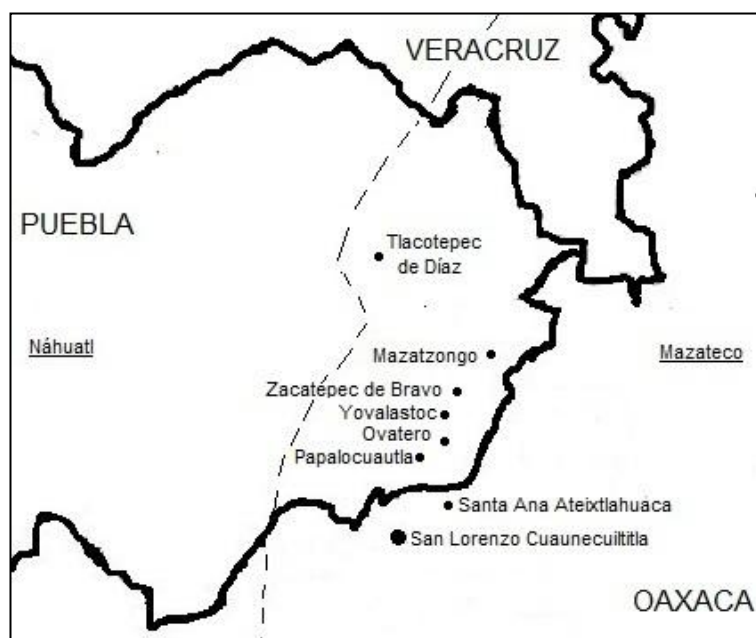 VERACRUZ
PUEBLA
Tlacotepec
de Díaz
Náhuatl
Mazatzongo
Mazateco
Zacatepec de Bravo
Yovalastoc
Ovatero
Papalocuautla
Santa Ana Ateixtlahuaca
San Lorenzo Cuaunecuiltitla
OAXACA